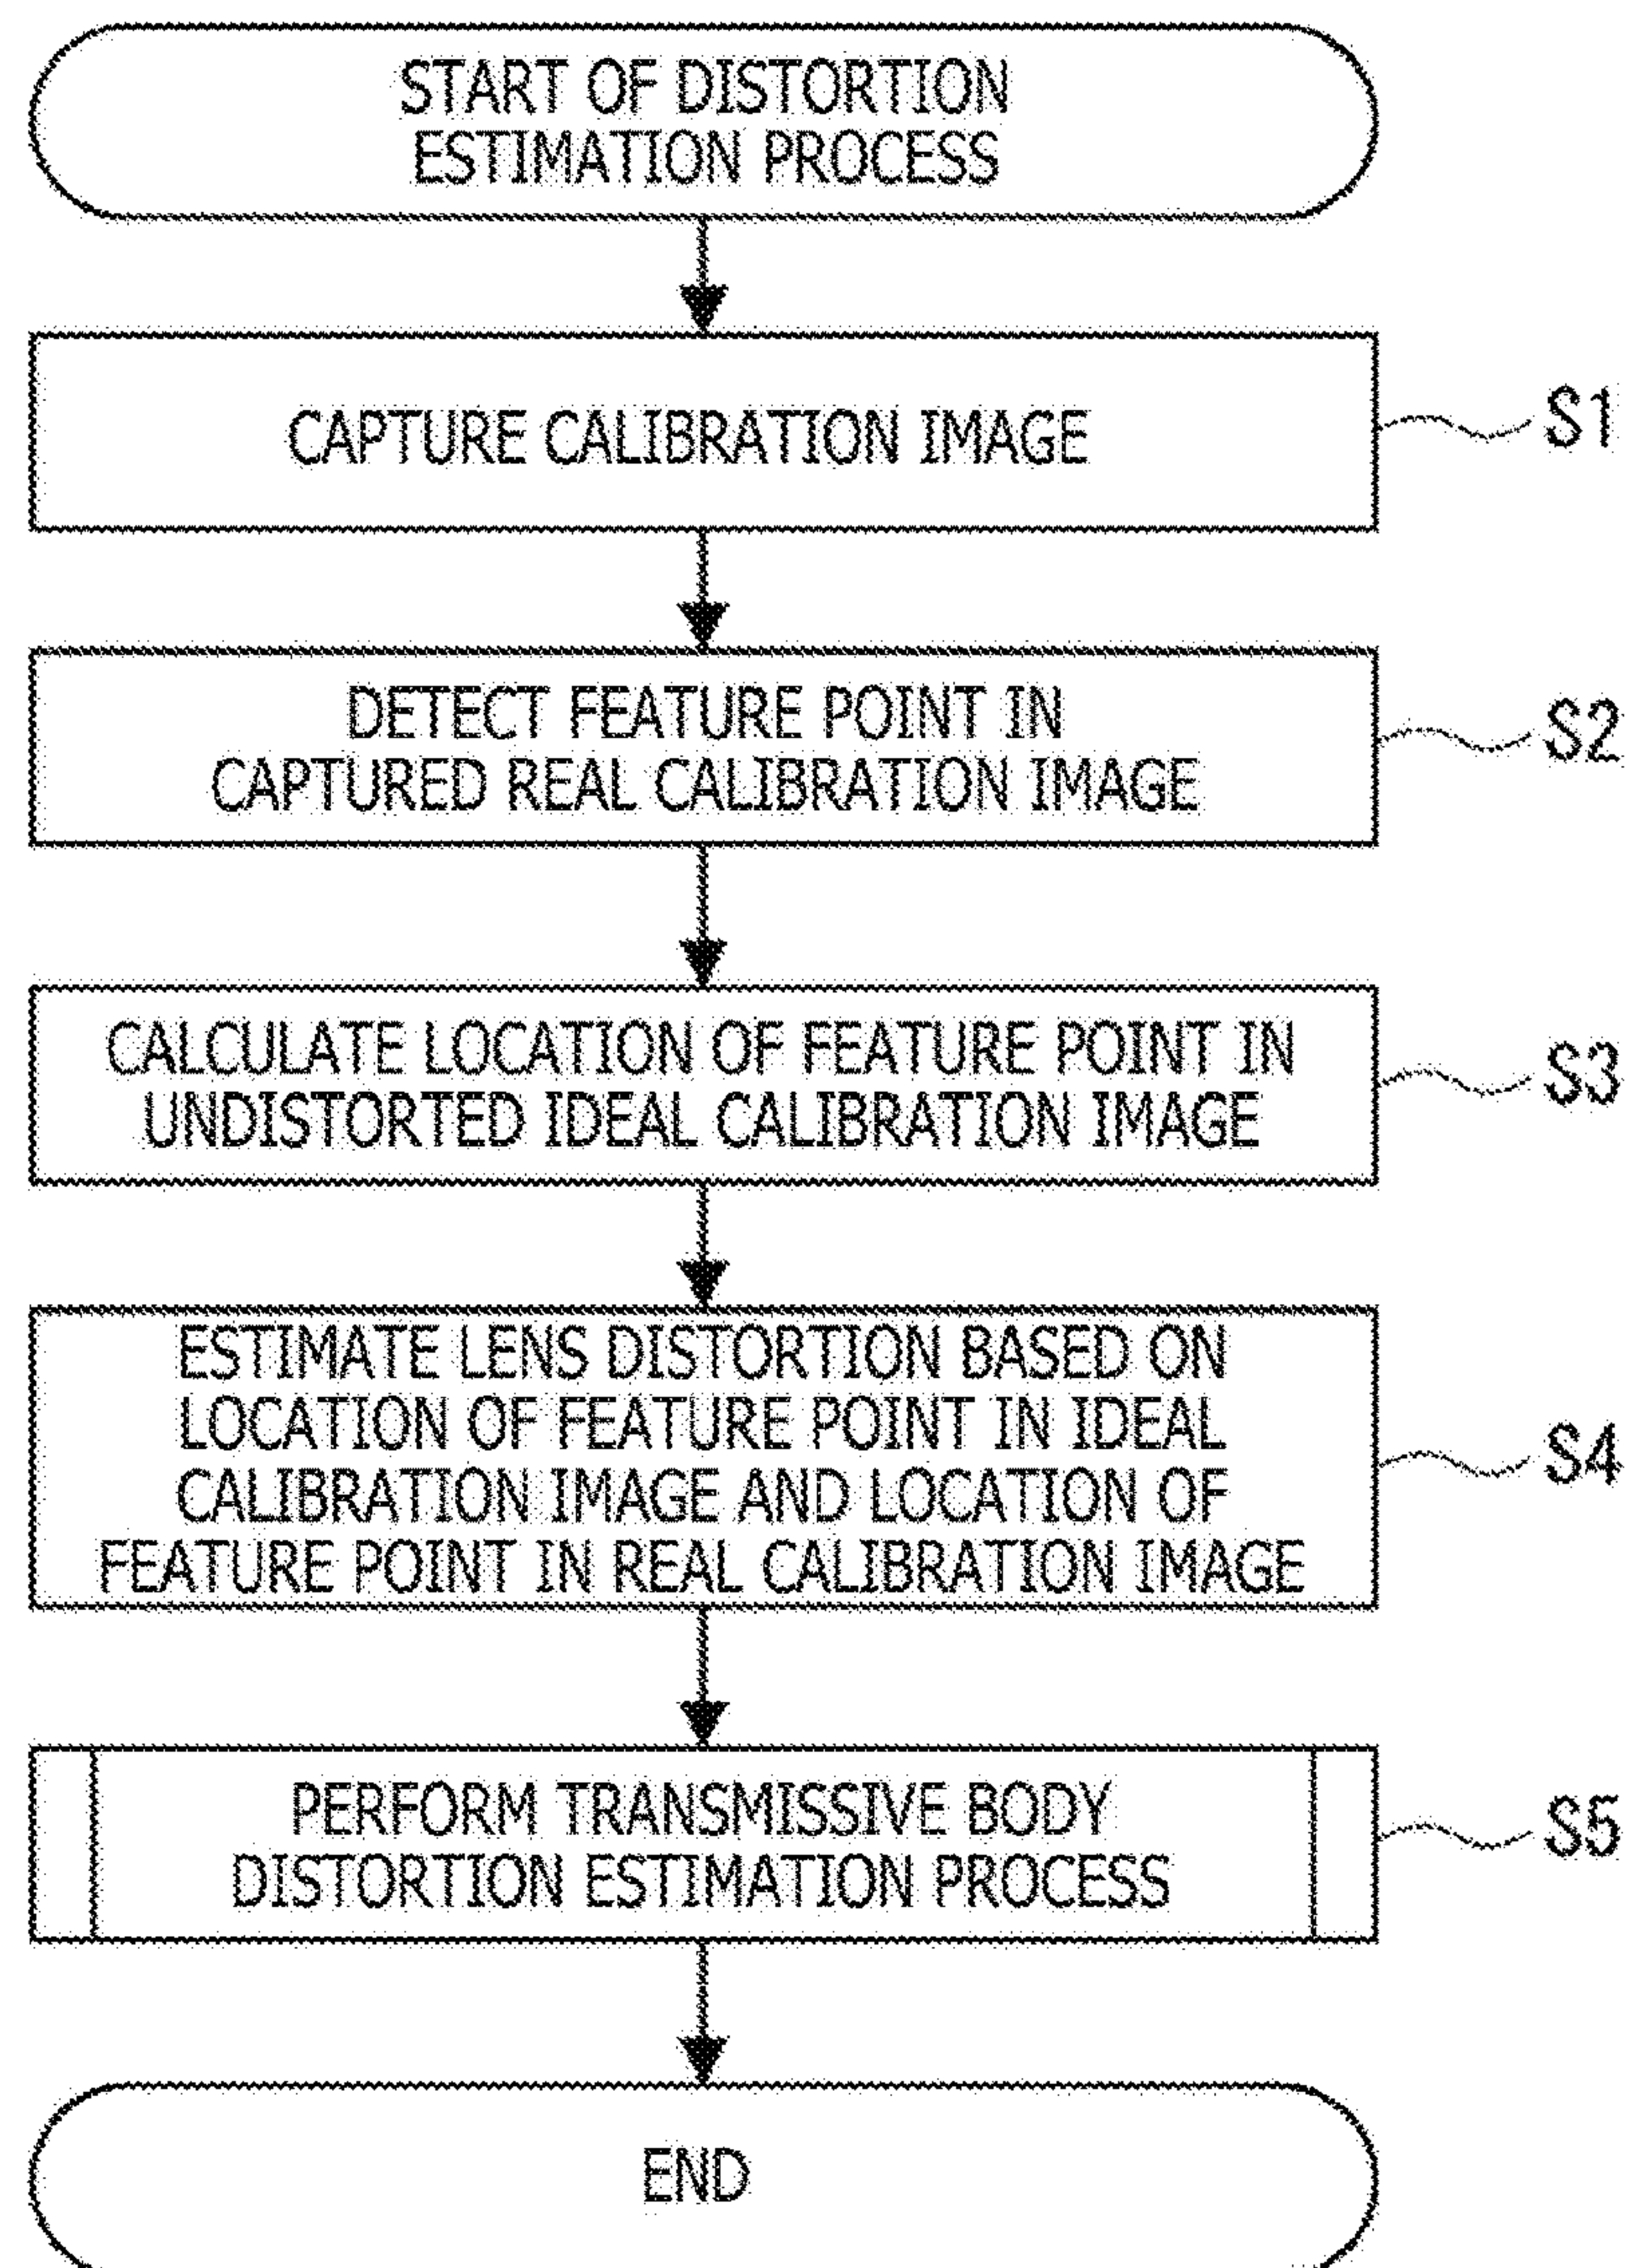 START OF DISTORTION
ESTIMATION PROCESS
CAPTURE CALIBRATION IMAGE
S1
DETECT FEATURE POINT IN
CAPTURED REAL CALIBRATION IMAGE
S2
CALCULATE LOCATION OF FEATURE POINT IN
UNDISTORTED IDEAL CALIBRATION IMAGE
S3
ESTIMATE LENS DISTORTION BASED ON
LOCATION OF FEATURE POINT IN IDEAL
CALIBRATION IMAGE AND LOCATION OF
FEATURE POINT IN REAL CALIBRATION IMAGE
S4
PERFORM TRANSMISSIVE BODY
DISTORTION ESTIMATION PROCESS
S5
END